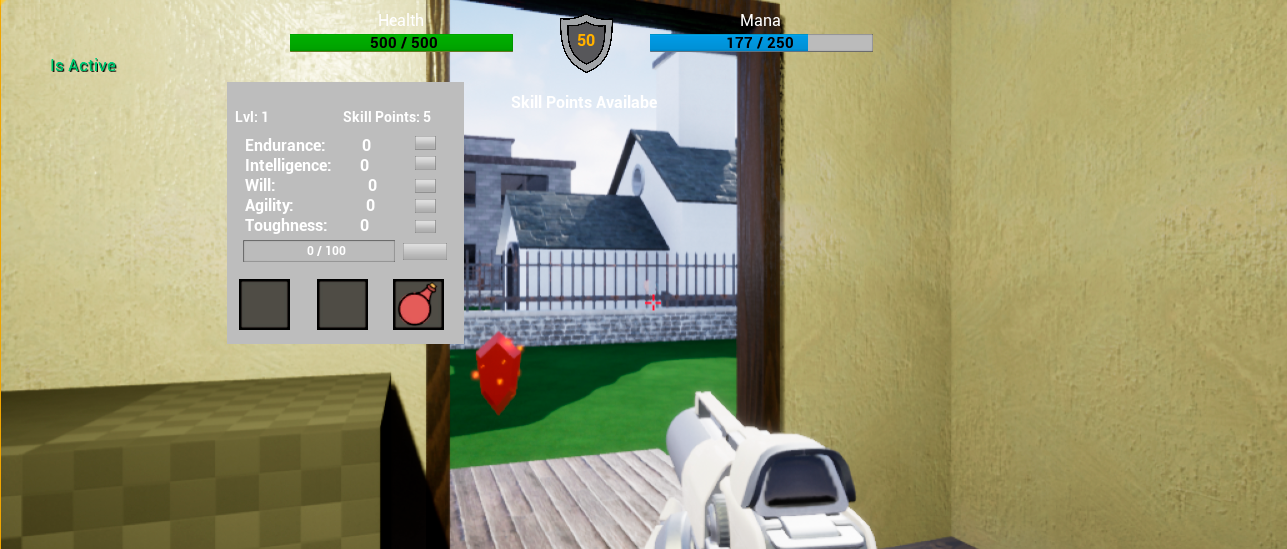 Health
500 / 500
50
Mana
177 / 250
Is Active
Skill Points Availabe
Lvl: 1
Skill Points: 5
Endurance: 0
Intelligence: 0
Will: 0
Agility: 0
Toughness: 0
0 / 100